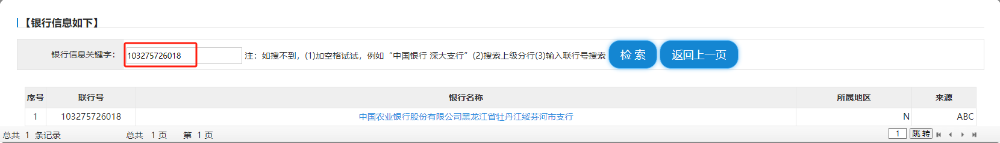 【银行信息如下】
银行信息关键字： 103275726018 注：如搜不到，(1)加空格试试，例如“中国银行 深大支行”(2)搜索上级分行(3)输入联行号搜索 检 索 返回上一页
序号 联行号 银行名称 所属地区 来源
1 103275726018 中国农业银行股份有限公司黑龙江省牡丹江绥芬河市支行 N ABC
总共 1 条记录 总共 1 页 第 1 页 1 跳 转